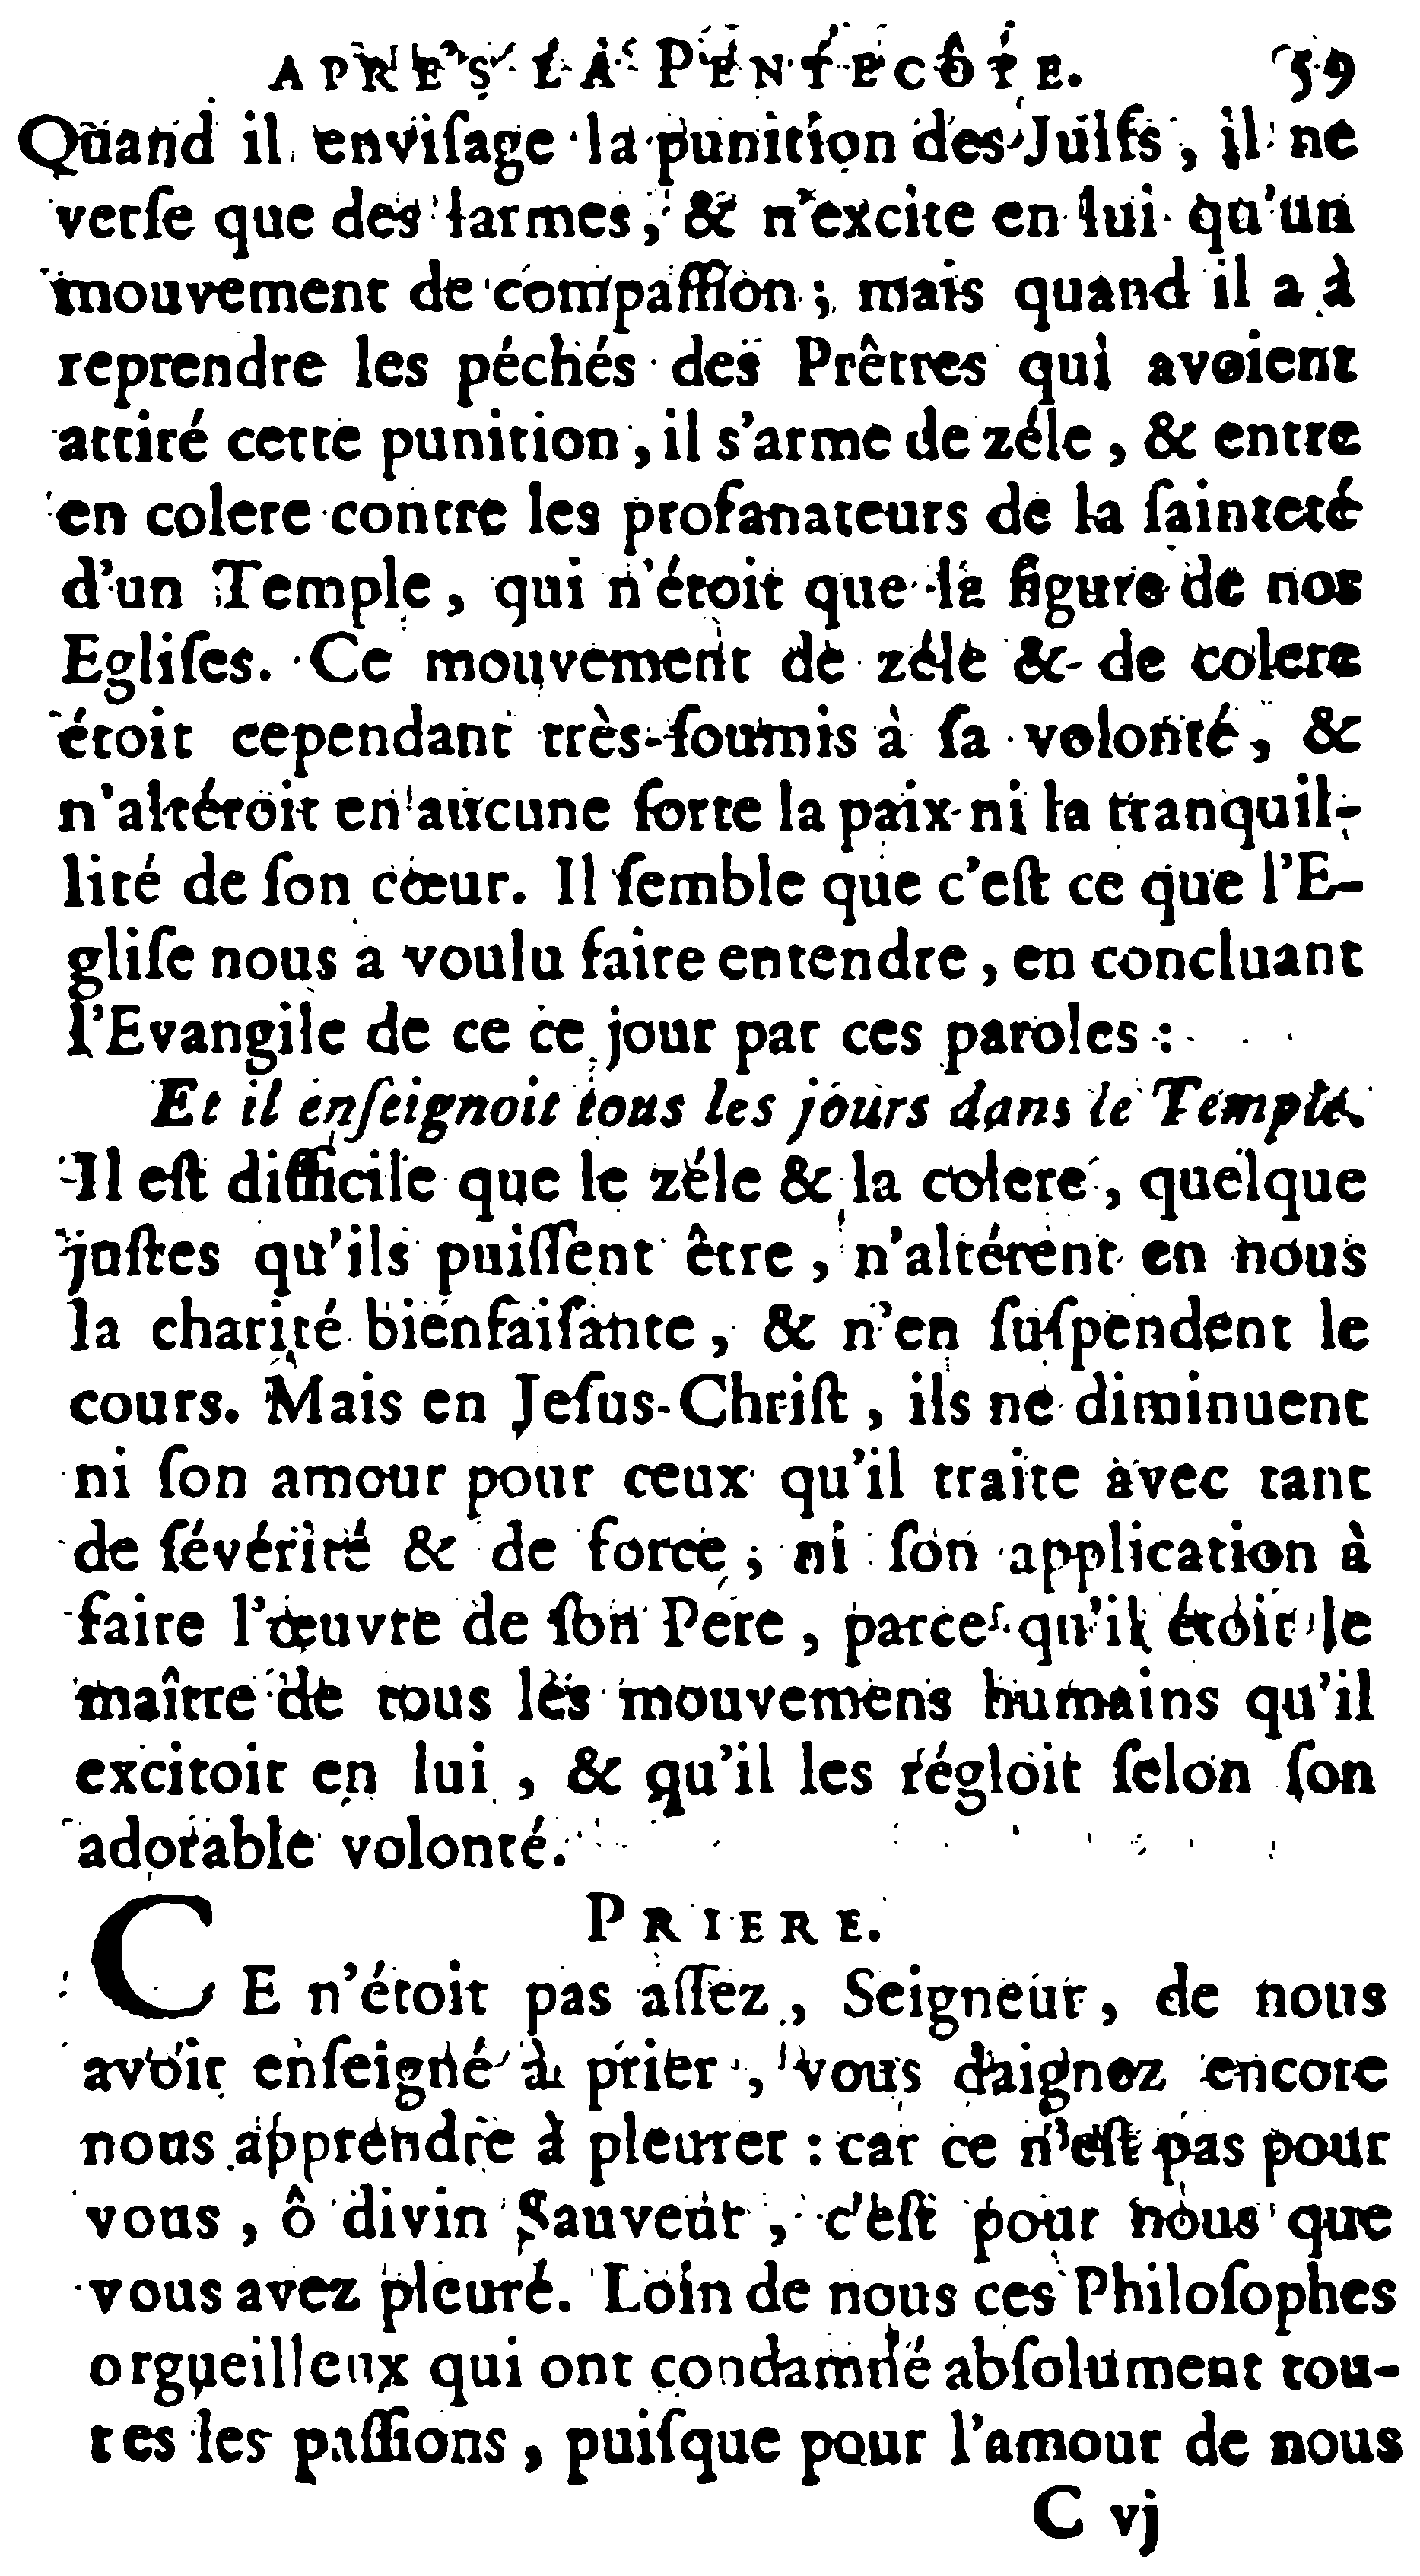 APRES LA PENTECÔTE. 59
Quand il enviſage la punition des Juifs, il ne
verſe que des larmes, & n'excite en lui qu'un
mouvement de compaſſion; mais quand il a à
reprendre les péchés des Prêtres qui avoient
attiré cette punition, il s'arme de zéle, & entre
en colere contre les profanateurs de la ſainteté
d'un Temple, qui n'étoit que la figure de nos
Egliſes. Ce mouvement de zéle & de colere
étoit cependant très-ſoumis à ſa volonté, &
n'altéroit en aucune ſorte la paix ni la tranquil-
lité de ſon cœur. Il ſemble que c'eſt ce que l'E-
gliſe nous a voulu faire entendre, en concluant
l'Evangile de ce ce jour par ces paroles:
Et il enſeignoit tous les jours dans le Temple.
Il eſt difficile que le zéle & la colere, quelque
juſtes qu'ils puiſſent être, n'altérent en nous
la charité bienfaiſante, & n'en ſuſpendent le
cours. Mais en Jeſus-Chriſt, ils ne diminuent
ni ſon amour pour ceux qu'il traite avec tant
de ſévérité & de force; ni ſon application à
faire l'œuvre de ſon Pere, parce qu'il étoit le
maître de tous les mouvemens humains qu'il
excitoit en lui, & qu'il les régloit ſelon ſon
adorable volonté.
PRIERE.
CE n'étoit pas aſſez, Seigneur, de nous
avoir enſeigné à prier, vous daignez encore
nous apprendre à pleurer: car ce n'eſt pas pour
vous, ô divin Sauveur, c'eſt pour nous que
vous avez pleuré. Loin de nous ces Philoſophes
orgueilleux qui ont condamné abſolument tou-
tes les paſſions, puiſque pour l'amour de nous
C vj